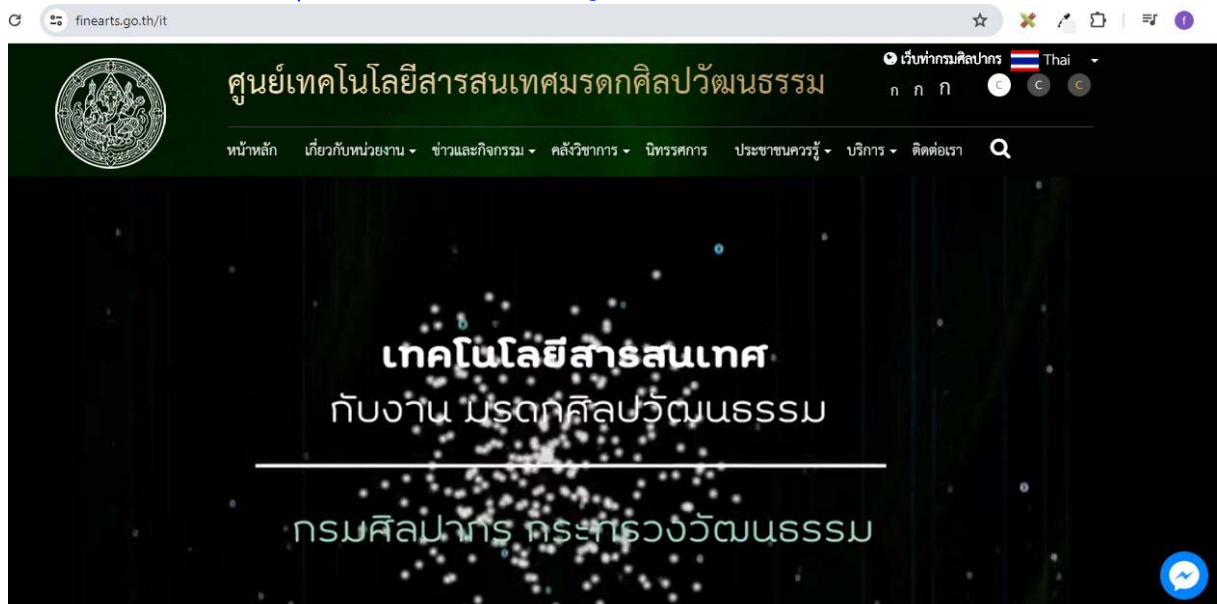 finearts.go.th/it
เว็บท่ากรมศิลปากร Thai
ศูนย์เทคโนโลยีสารสนเทศมรดกศิลปวัฒนธรรม
ก ก ก C C C
หน้าหลัก เกี่ยวกับหน่วยงาน ข่าวและกิจกรรม คลังวิชาการ นิทรรศการ ประชาชนควรรู้ บริการ ติดต่อเรา
เทคโนโลยีสารสนเทศ
กับงาน มรดกศิลปวัฒนธรรม
กรมศิลปากร กระทรวงวัฒนธรรม